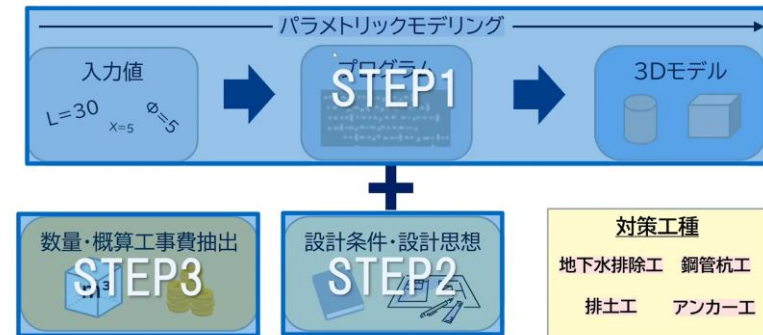 パラメトリックモデリング
入力値
L=30
X=5
Φ=5
プログラム
STEP1
3Dモデル
+
数量・概算工事費抽出
m³
STEP3
設計条件・設計思想
STEP2
対策工種
地下水排除工 鋼管杭工
排土工 アンカー工